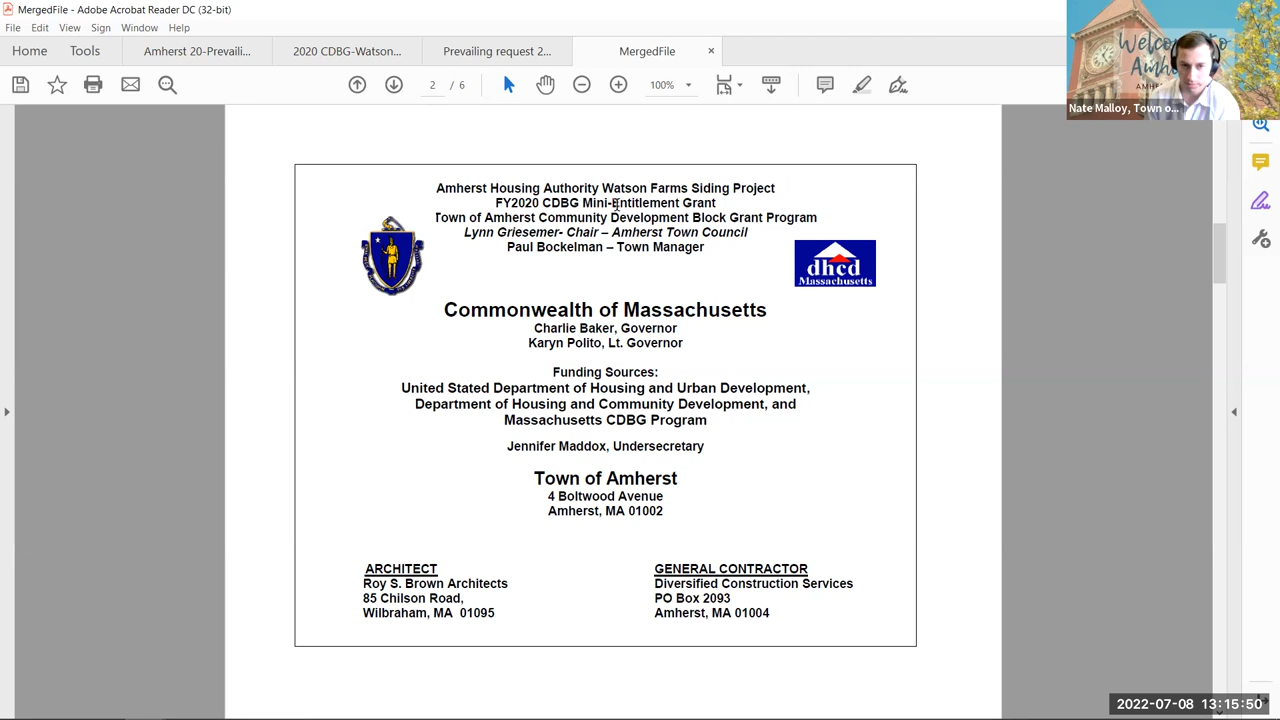 MergedFile - Adobe Acrobat Reader DC (32-bit)
File Edit View Sign Window Help
Home Tools Amherst 20-Prevaili... 2020 CDBG-Watson... Prevailing request 2... MergedFile ×
2 / 6 100%
Nate Malloy, Town o...
Amherst Housing Authority Watson Farms Siding Project
FY2020 CDBG Mini-Entitlement Grant
Town of Amherst Community Development Block Grant Program
Lynn Griesemer- Chair – Amherst Town Council
Paul Bockelman – Town Manager
dhcd
Massachusetts
Commonwealth of Massachusetts
Charlie Baker, Governor
Karyn Polito, Lt. Governor
Funding Sources:
United Stated Department of Housing and Urban Development,
Department of Housing and Community Development, and
Massachusetts CDBG Program
Jennifer Maddox, Undersecretary
Town of Amherst
4 Boltwood Avenue
Amherst, MA 01002
ARCHITECT
Roy S. Brown Architects
85 Chilson Road,
Wilbraham, MA 01095
GENERAL CONTRACTOR
Diversified Construction Services
PO Box 2093
Amherst, MA 01004
2022-07-08 13:15:50